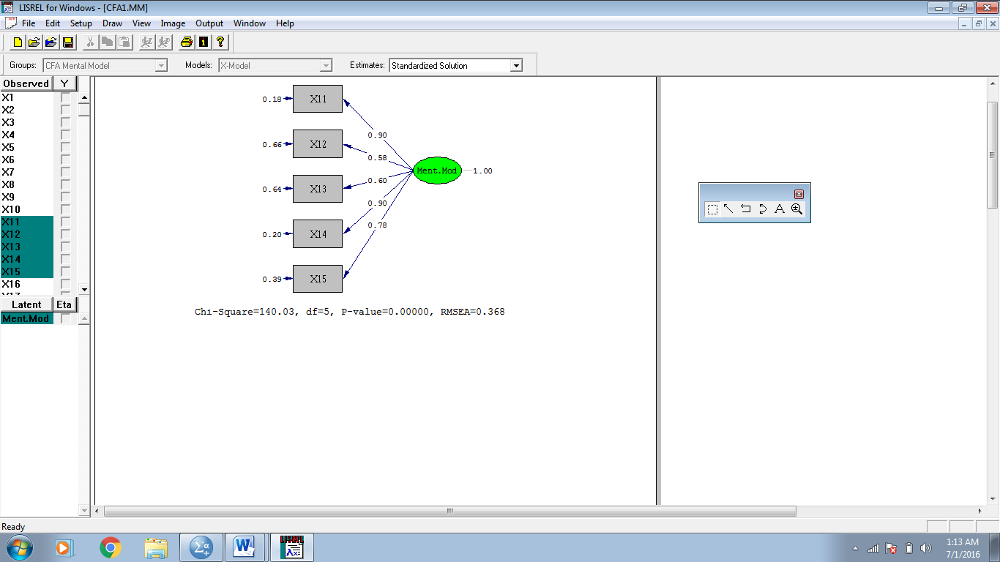 LISREL for Windows - [CFA1.MM]
File Edit Setup Draw View Image Output Window Help
Groups: CFA Mental Model Models: X-Model Estimates: Standardized Solution
Observed Y
X1
X2
X3
X4
X5
X6
X7
X8
X9
X10
X11
X12
X13
X14
X15
X16
Latent Eta
Ment.Mod
0.18 X11
0.90
0.66 X12
0.58
Ment.Mod 1.00
0.64 X13
0.60
0.90
0.20 X14
0.78
0.39 X15
Chi-Square=140.03, df=5, P-value=0.00000, RMSEA=0.368
A
Ready
LISREL
1:13 AM
7/1/2016